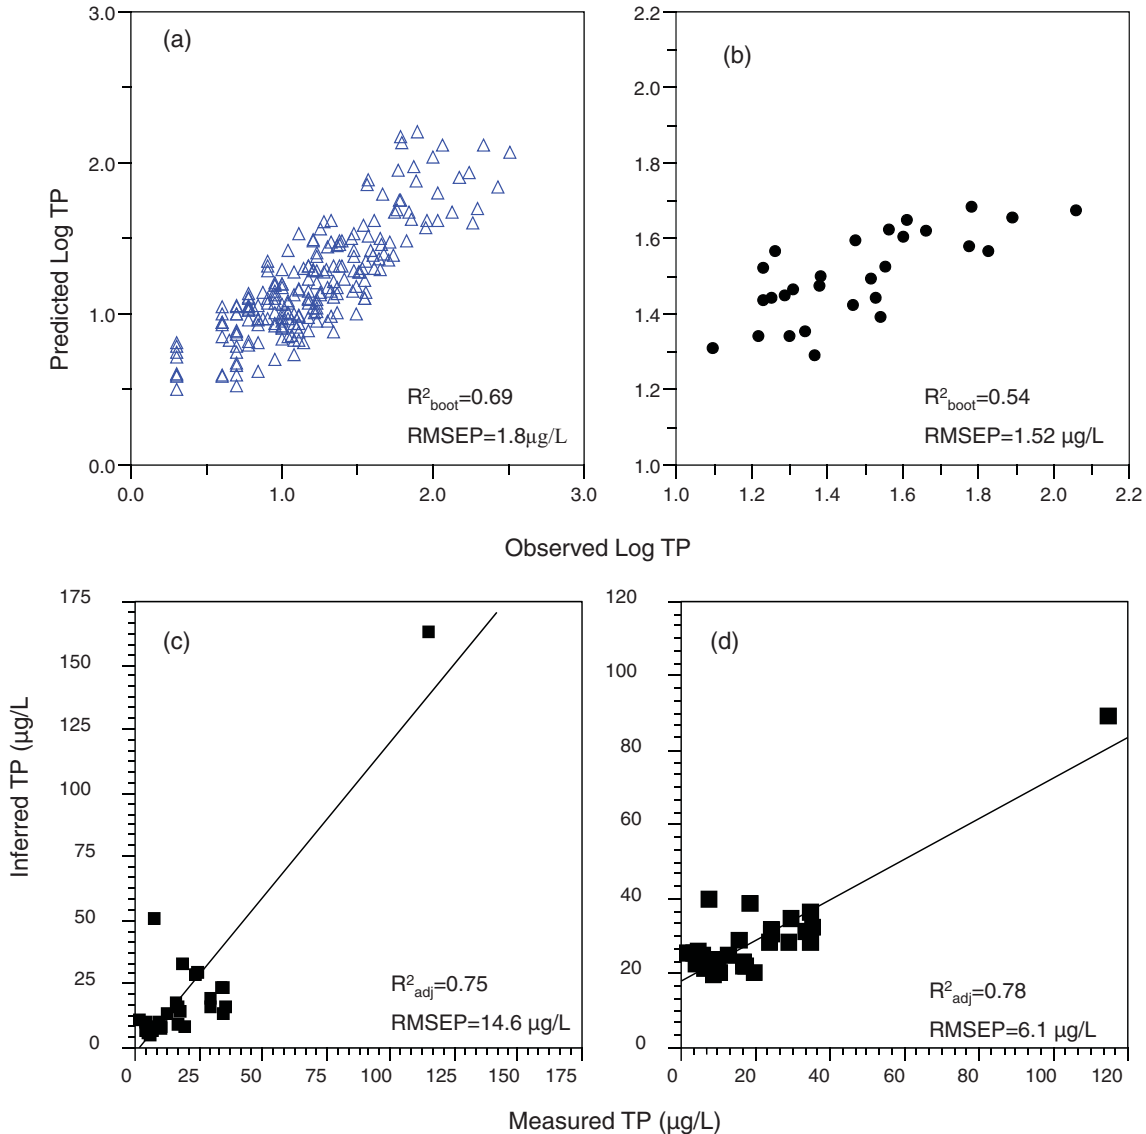 3.0
2.0
1.0
0.0
(a)
R²boot=0.69
RMSEP=1.8µg/L
0.0 1.0 2.0 3.0
Predicted Log TP
2.2
2.0
1.8
1.6
1.4
1.2
1.0
(b)
R²boot=0.54
RMSEP=1.52 µg/L
1.0 1.2 1.4 1.6 1.8 2.0 2.2
Observed Log TP
175
150
125
100
75
50
25
0
(c)
R²adj=0.75
RMSEP=14.6 µg/L
0 25 50 75 100 125 150 175
Inferred TP (µg/L
120
100
80
60
40
20
0
(d)
R²adj=0.78
RMSEP=6.1 µg/L
0 20 40 60 80 100 120
Measured TP (µg/L)